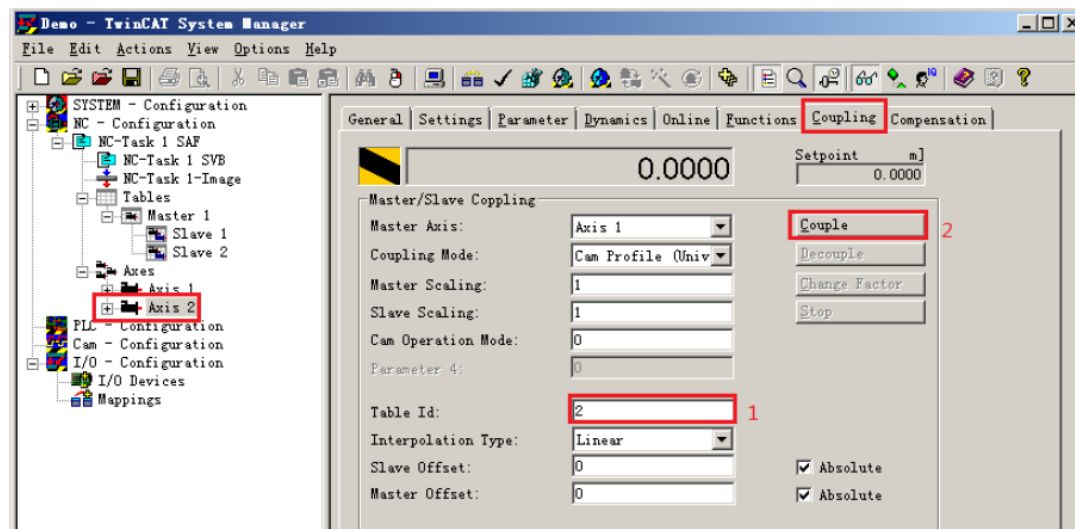 Demo - TwinCAT System Manager
File Edit Actions View Options Help
SYSTEM - Configuration
NC - Configuration
NC-Task 1 SAF
NC-Task 1 SVB
NC-Task 1-Image
Tables
Master 1
Slave 1
Slave 2
Axes
Axis 1
Axis 2
PLC - Configuration
Cam - Configuration
I/O - Configuration
I/O Devices
Mappings
General Settings Parameter Dynamics Online Functions Coupling Compensation
0.0000
Setpoint m]
0.0000
Master/Slave Coppling
Master Axis: Axis 1 Couple 2
Coupling Mode: Cam Profile (Univ Decouple
Master Scaling: 1 Change Factor
Slave Scaling: 1 Stop
Cam Operation Mode: 0
Parameter 4: 0
Table Id: 2 1
Interpolation Type: Linear
Slave Offset: 0 Absolute
Master Offset: 0 Absolute